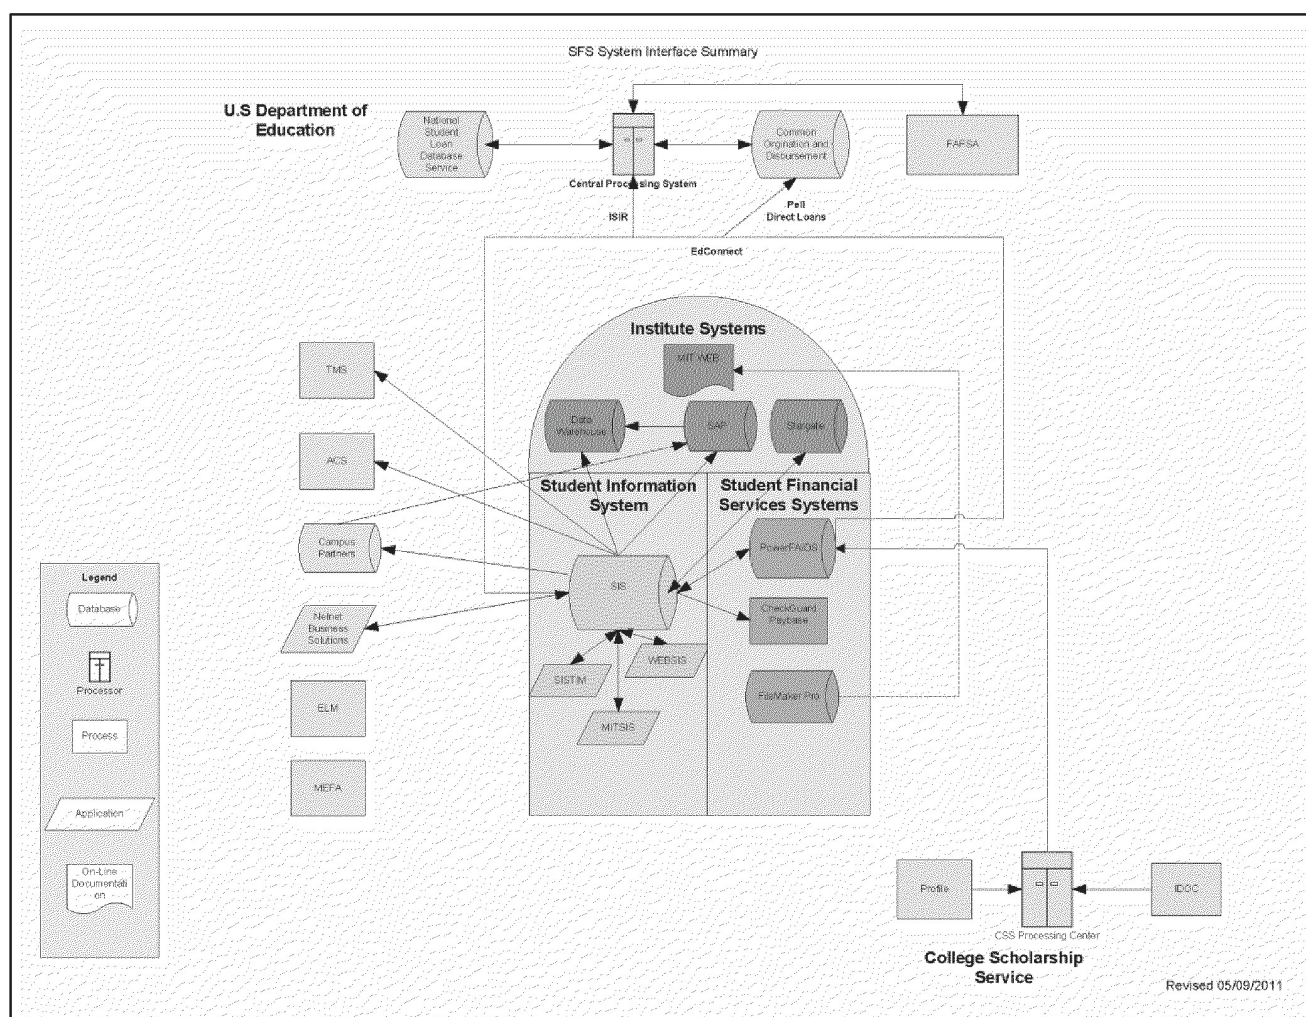 SFS System Interface Summary
U.S Department of
Education
National
Student
Loan
Database
Service
Central Processing System
Common
Orgination and
Disbursement
FAFSA
ISIR
Pell
Direct Loans
EdConnect
Institute Systems
MIT WEB
Data
Warehouse
SAP
Stargate
TMS
ACS
Campus
Partners
Nelnet
Business
Solutions
ELM
MEFA
Student Information
System
SIS
SISTIM
WEBSIS
MITSIS
Student Financial
Services Systems
PowerFAIDS
CheckGuard
Paybase
FileMaker Pro
Legend
Database
Processor
Process
Application
On-Line
Documentati
on
Profile
CSS Processing Center
IDOC
College Scholarship
Service
Revised 05/09/2011